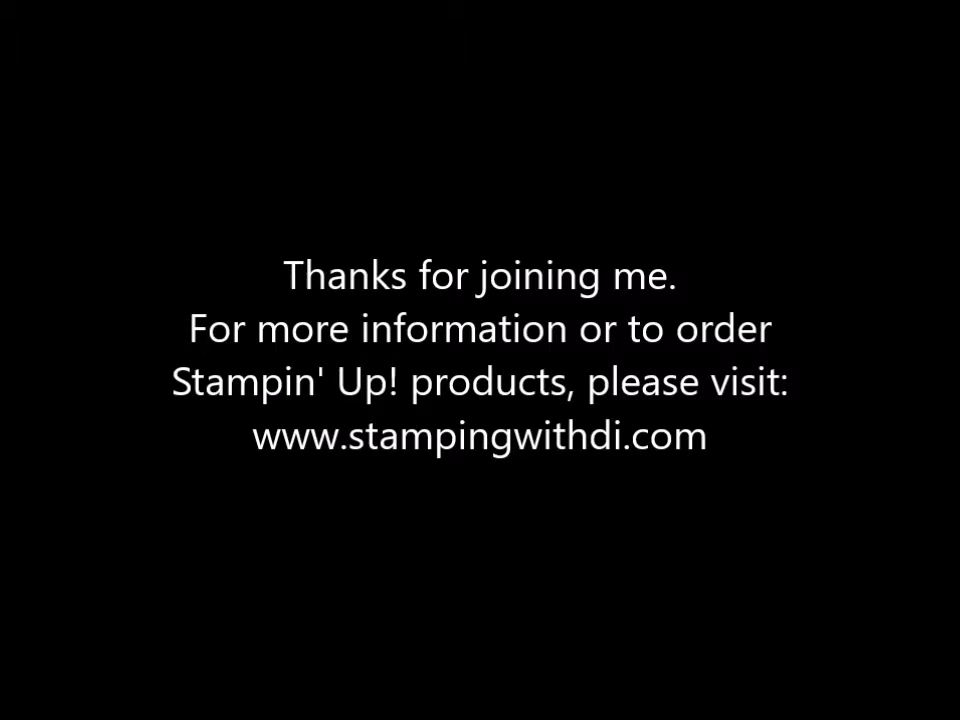 Thanks for joining me.
For more information or to order
Stampin' Up! products, please visit:
www.stampingwithdi.com